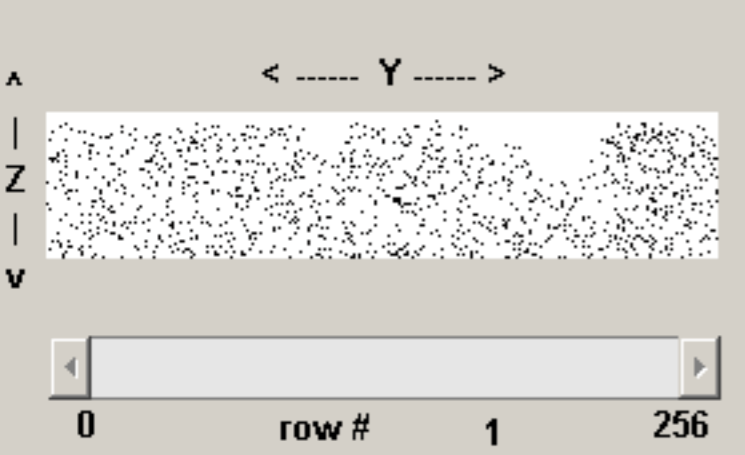 < ------ Y ------ >
^
|
Z
|
v
0 row # 1 256